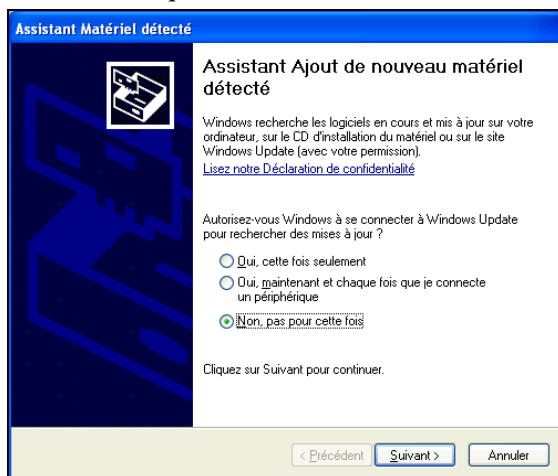 Assistant Matériel détecté
Assistant Ajout de nouveau matériel
détecté
Windows recherche les logiciels en cours et mis à jour sur votre
ordinateur, sur le CD d'installation du matériel ou sur le site
Windows Update (avec votre permission).
Lisez notre Déclaration de confidentialité
Autorisez-vous Windows à se connecter à Windows Update
pour rechercher des mises à jour ?
Oui, cette fois seulement
Oui, maintenant et chaque fois que je connecte
un périphérique
Non, pas pour cette fois
Cliquez sur Suivant pour continuer.
< Précédent Suivant > Annuler